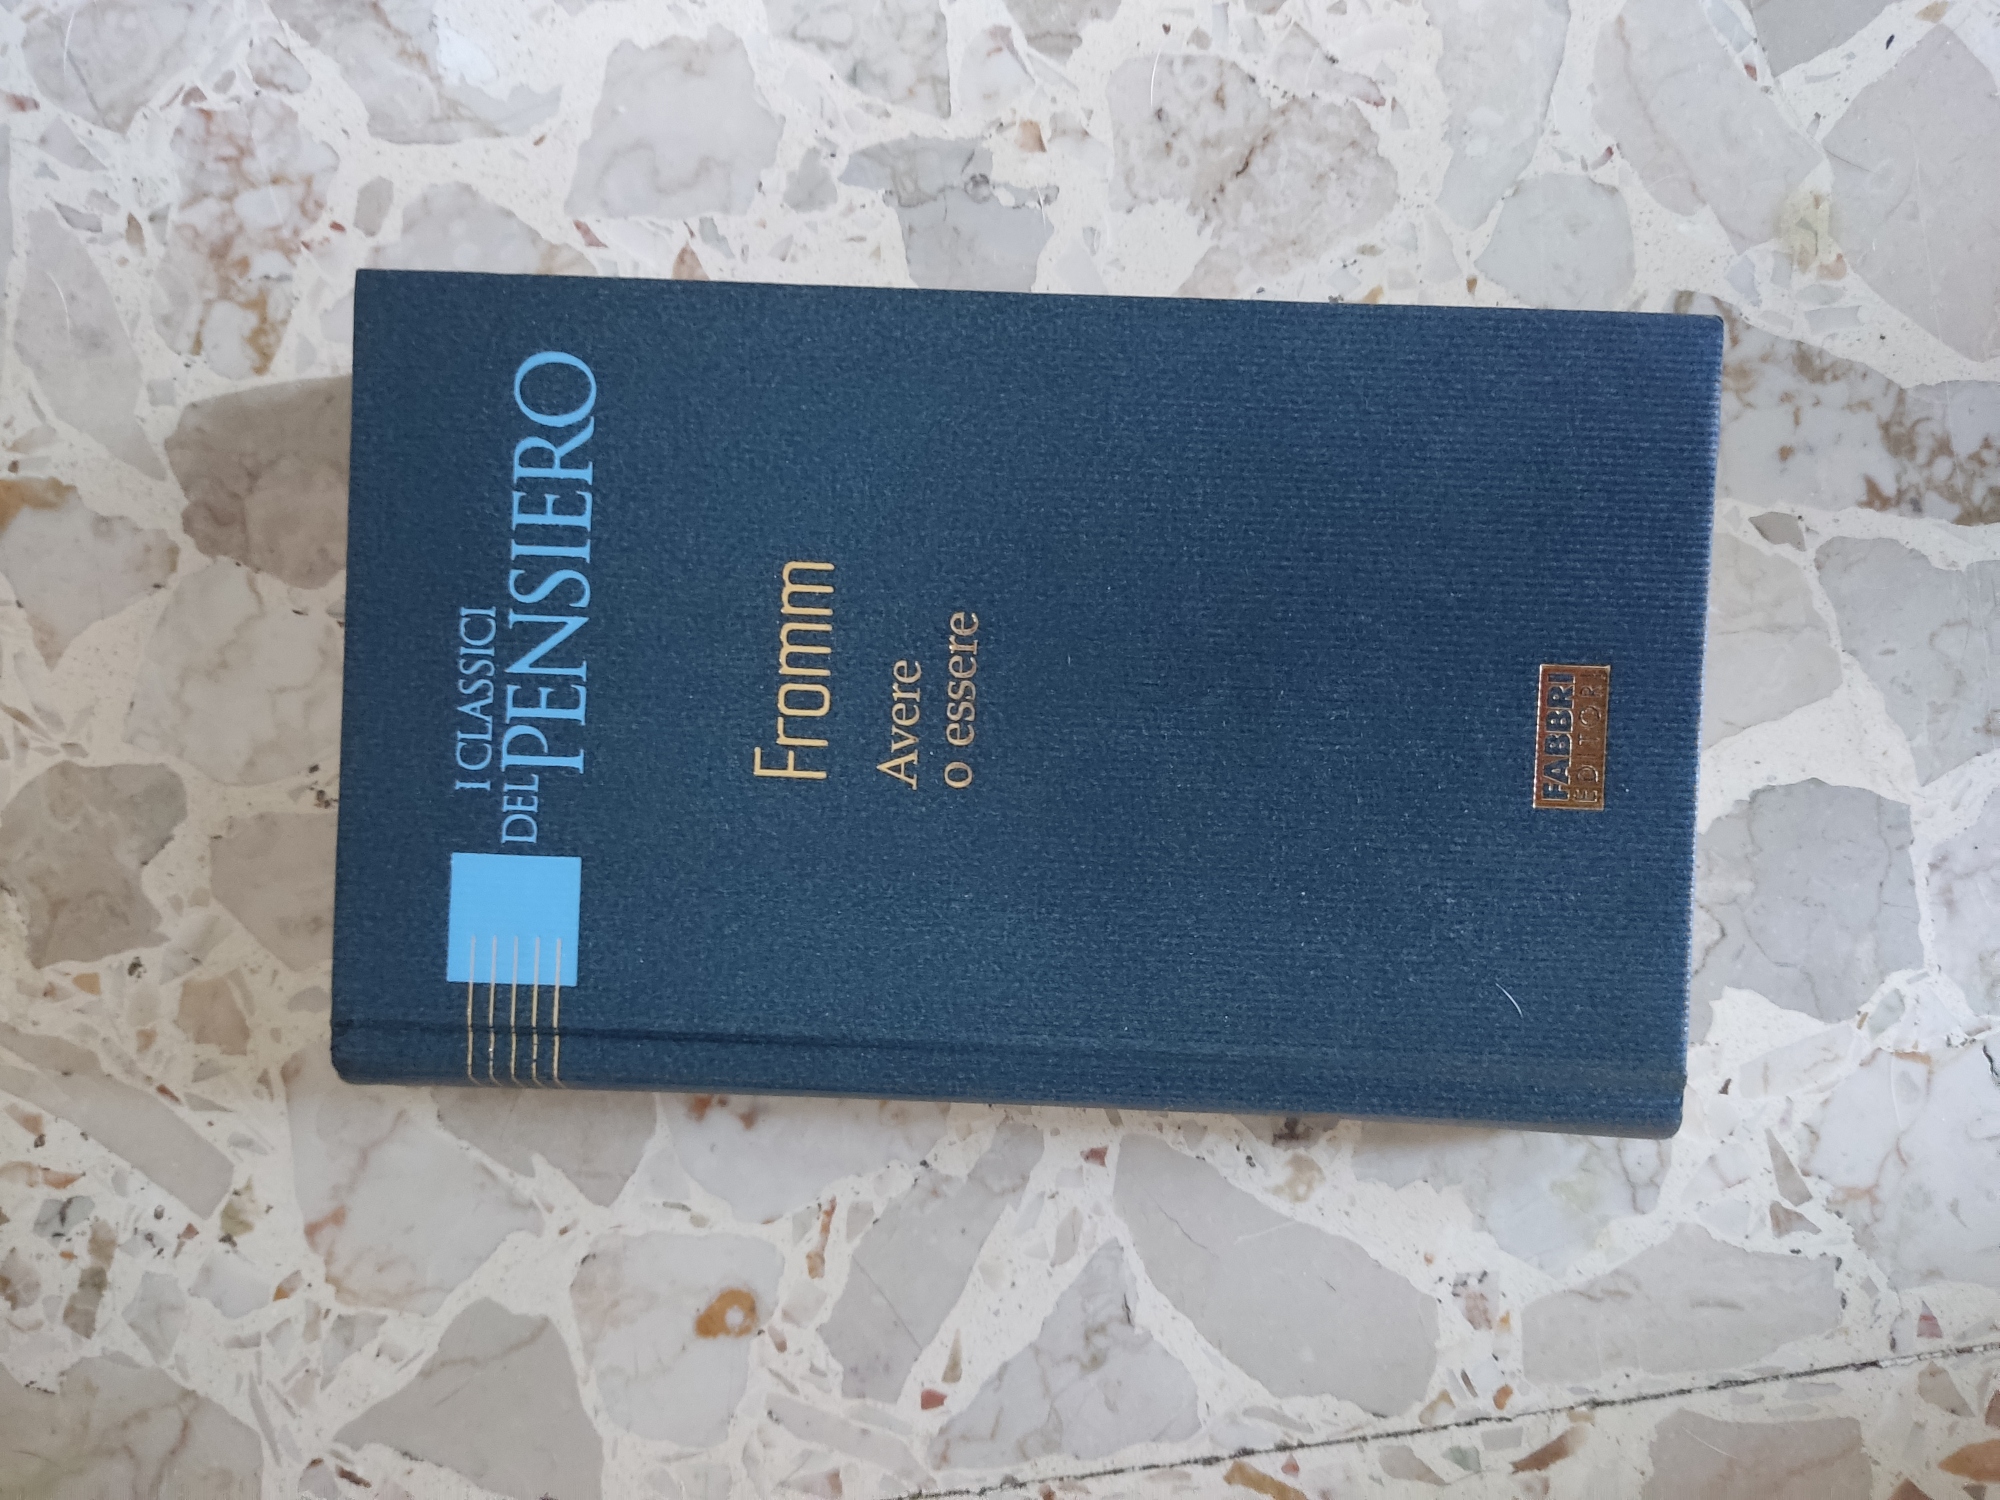 I CLASSICI
DEL PENSIERO
Fromm
Avere
o essere
FABBRI
EDITORI